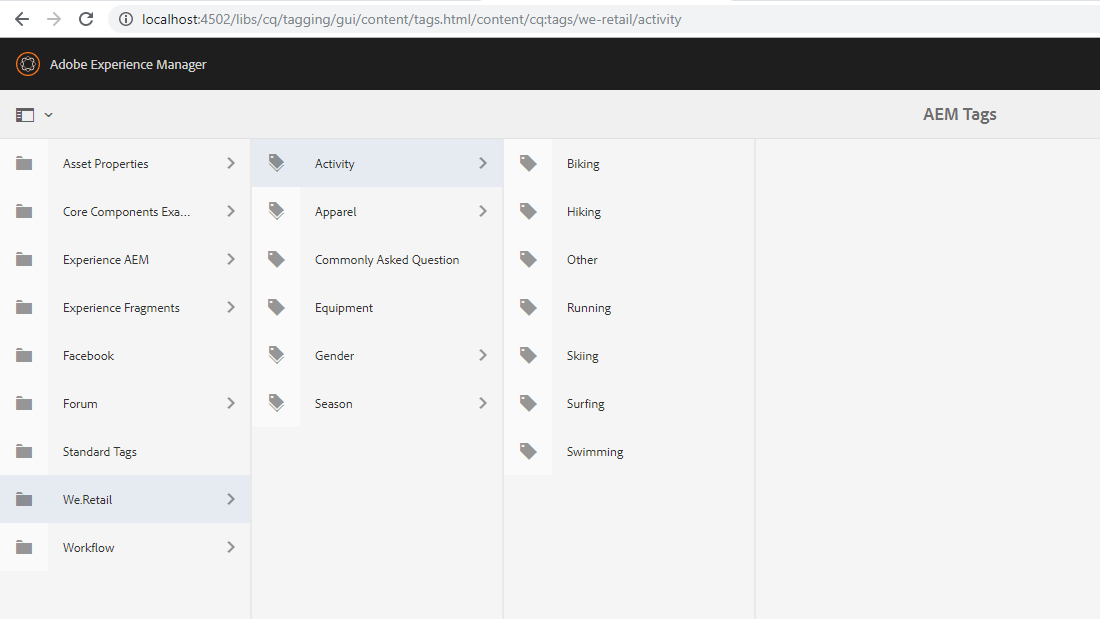 localhost:4502/libs/cq/tagging/gui/content/tags.html/content/cq:tags/we-retail/activity
Adobe Experience Manager
AEM Tags
Asset Properties
Core Components Exa...
Experience AEM
Experience Fragments
Facebook
Forum
Standard Tags
We.Retail
Workflow
Activity
Apparel
Commonly Asked Question
Equipment
Gender
Season
Biking
Hiking
Other
Running
Skiing
Surfing
Swimming